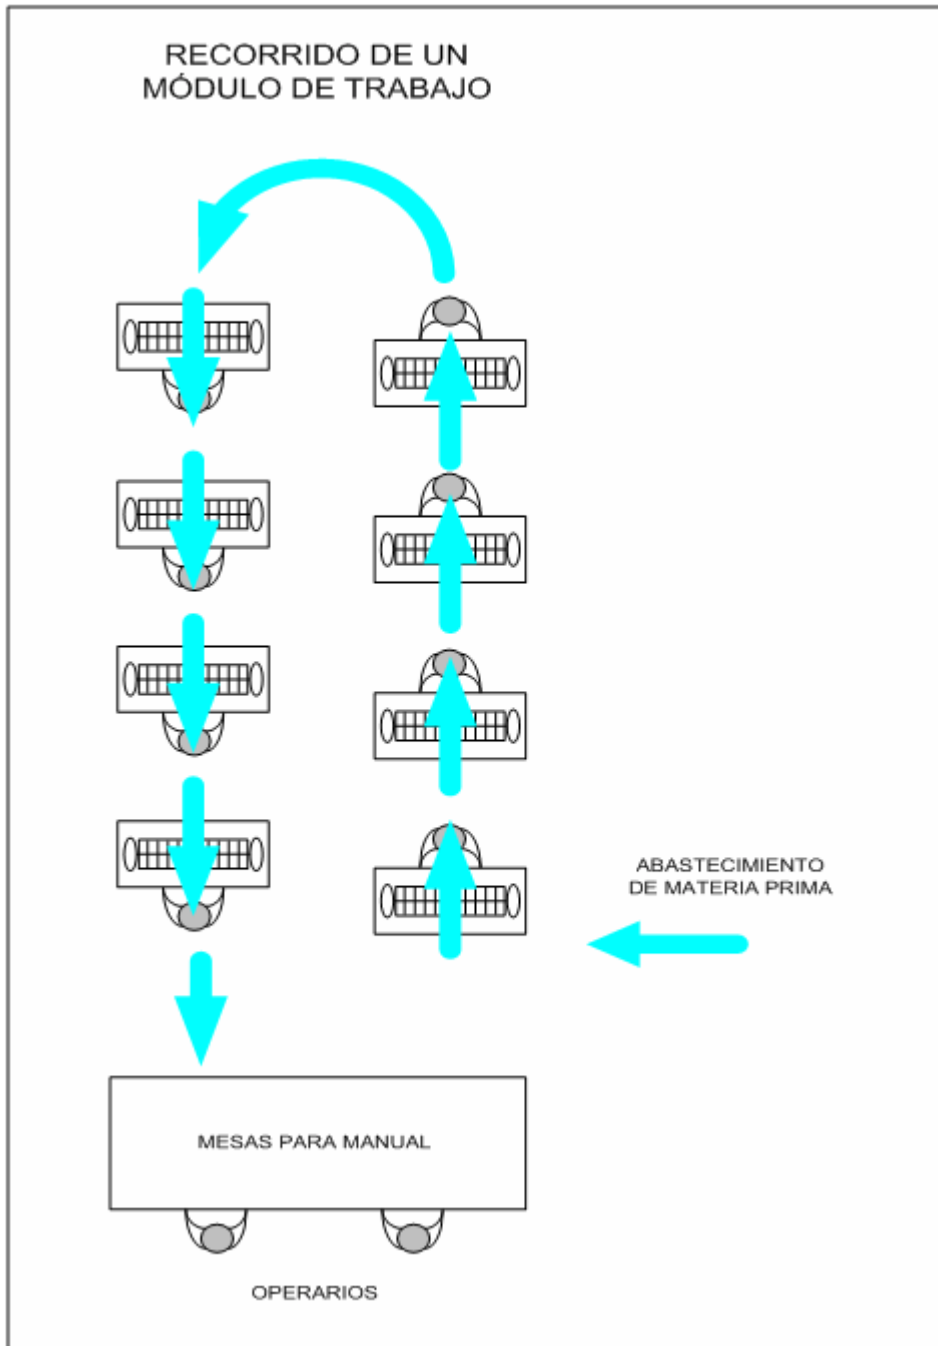 RECORRIDO DE UN
MÓDULO DE TRABAJO
ABASTECIMIENTO
DE MATERIA PRIMA
MESAS PARA MANUAL
OPERARIOS